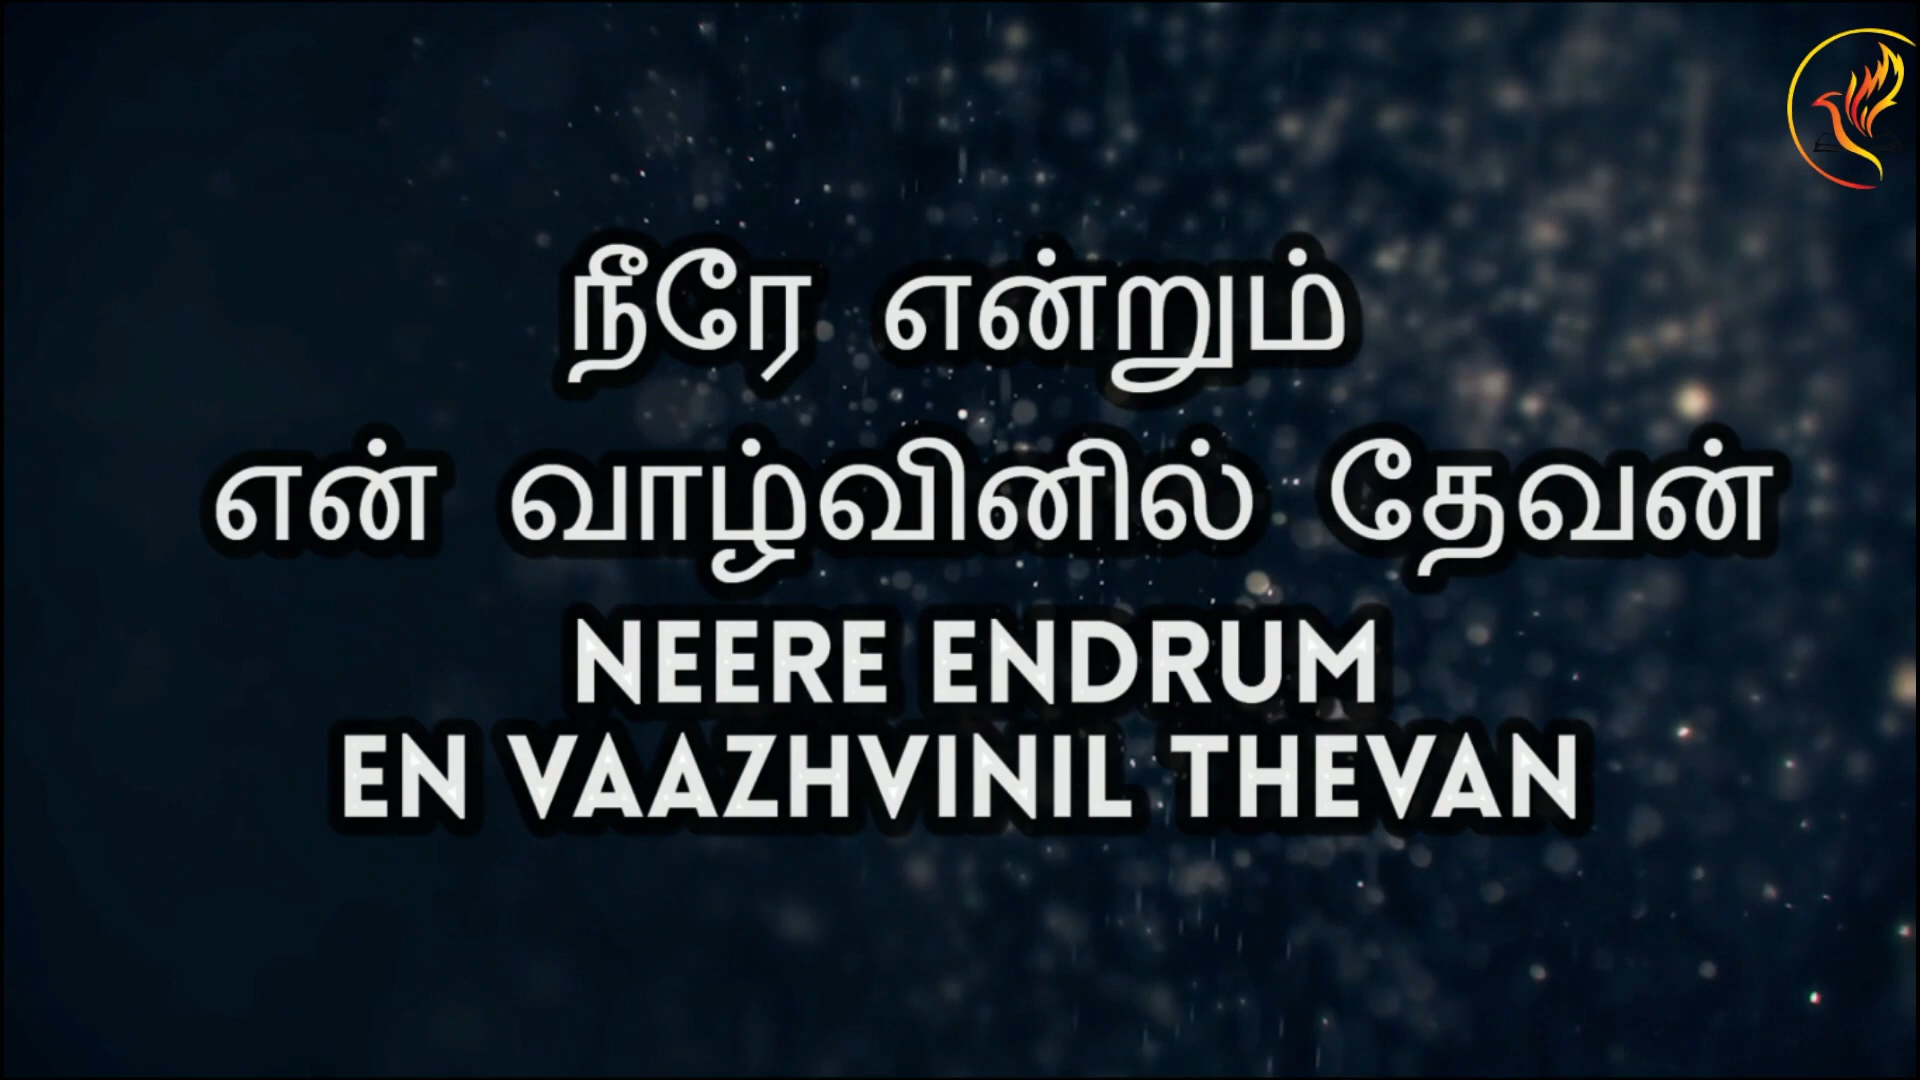 நீரே என்றும்
என் வாழ்வினில் தேவன்
NEERE ENDRUM
EN VAAZHVINIL THEVAN